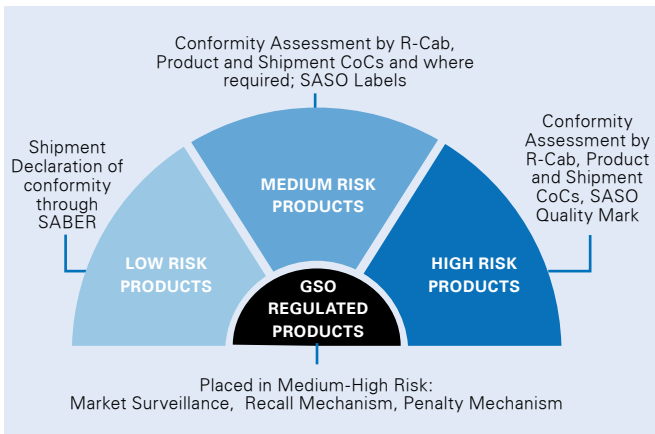 Conformity Assessment by R-Cab,
Product and Shipment CoCs and where
required; SASO Labels
Shipment
Declaration of
conformity
through
SABER
MEDIUM RISK
PRODUCTS
Conformity
Assessment by
R-Cab, Product
and Shipment
CoCs, SASO
Quality Mark
LOW RISK
PRODUCTS
HIGH RISK
PRODUCTS
GSO
REGULATED
PRODUCTS
Placed in Medium-High Risk:
Market Surveillance, Recall Mechanism, Penalty Mechanism